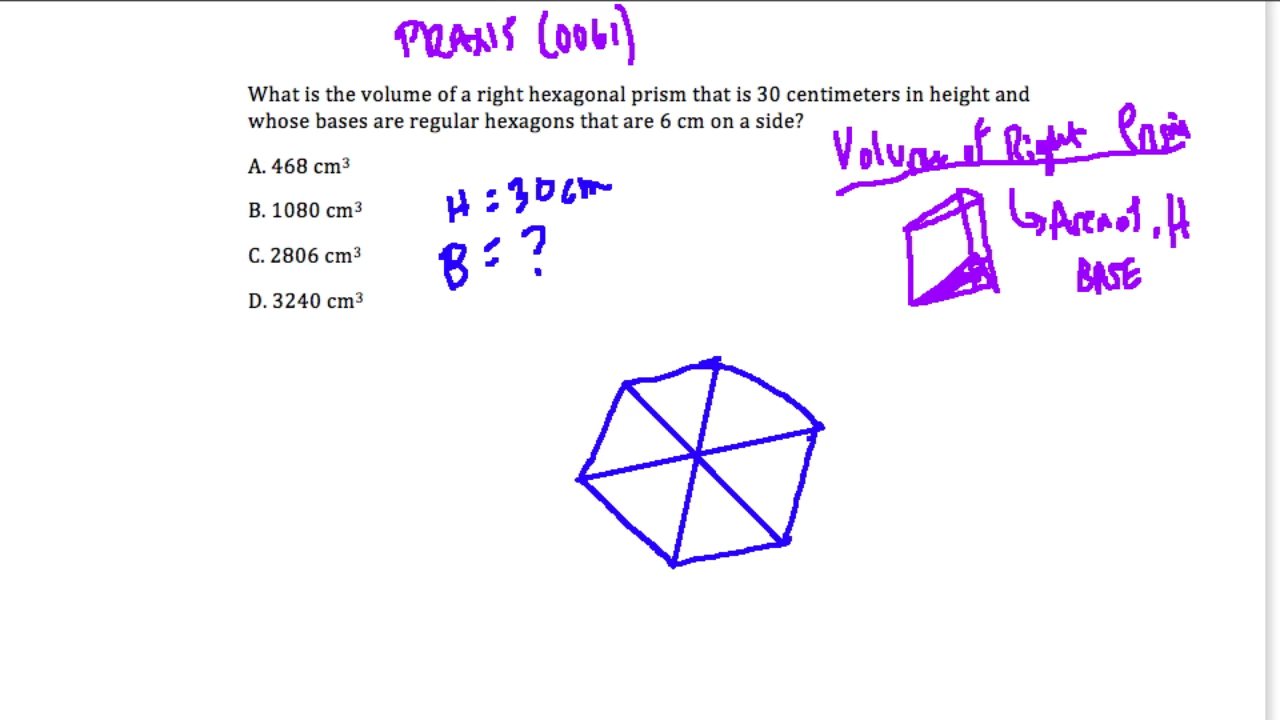 PRAXIS (0061)
What is the volume of a right hexagonal prism that is 30 centimeters in height and
whose bases are regular hexagons that are 6 cm on a side?
A. 468 cm³
B. 1080 cm³
C. 2806 cm³
D. 3240 cm³
H = 30 cm
B = ?
Volume of Right Prism
Area of . H
BASE